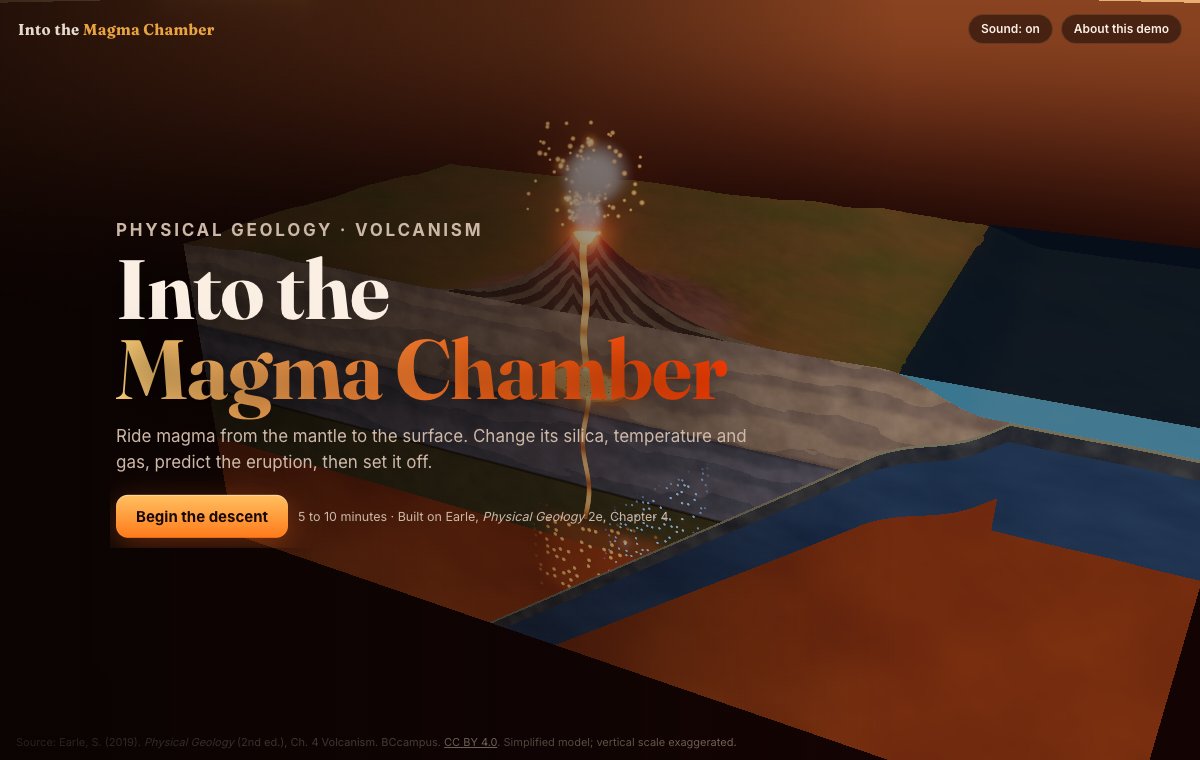 Into the Magma Chamber
Sound: on
About this demo
PHYSICAL GEOLOGY · VOLCANISM
Into the
Magma Chamber
Ride magma from the mantle to the surface. Change its silica, temperature and
gas, predict the eruption, then set it off.
Begin the descent
5 to 10 minutes · Built on Earle, Physical Geology 2e, Chapter 4.
Source: Earle, S. (2019). Physical Geology (2nd ed.), Ch. 4 Volcanism. BCcampus. CC BY 4.0. Simplified model; vertical scale exaggerated.